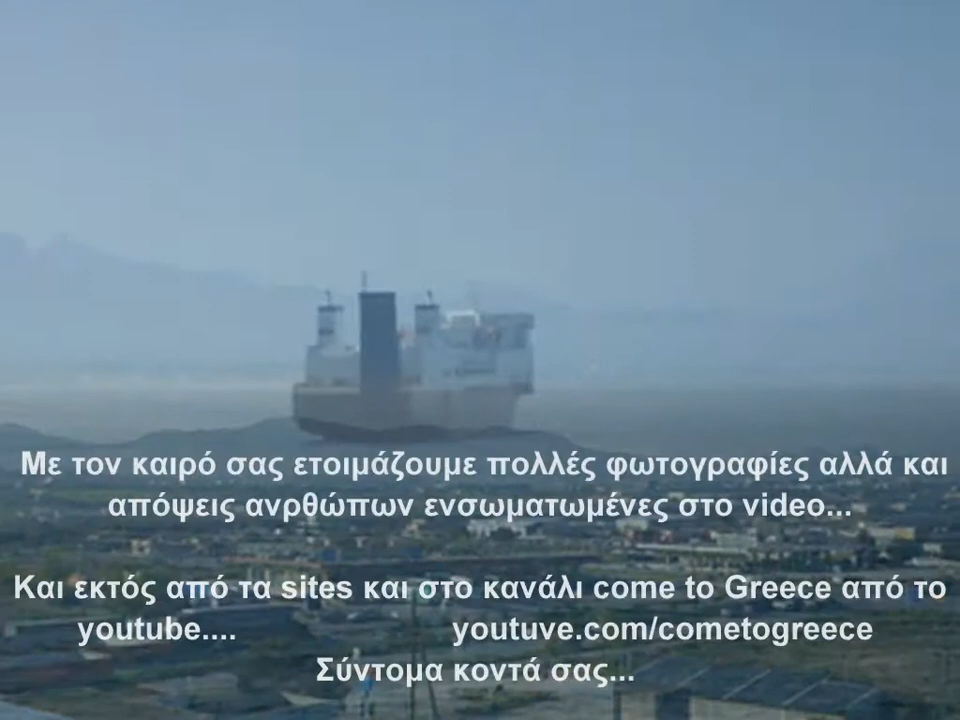 Με τον καιρό σας ετοιμάζουμε πολλές φωτογραφίες αλλά και
απόψεις ανρθώπων ενσωματωμένες στο video...
Και εκτός από τα sites και στο κανάλι come to Greece από το
youtube.... youtuve.com/cometogreece
Σύντομα κοντά σας...